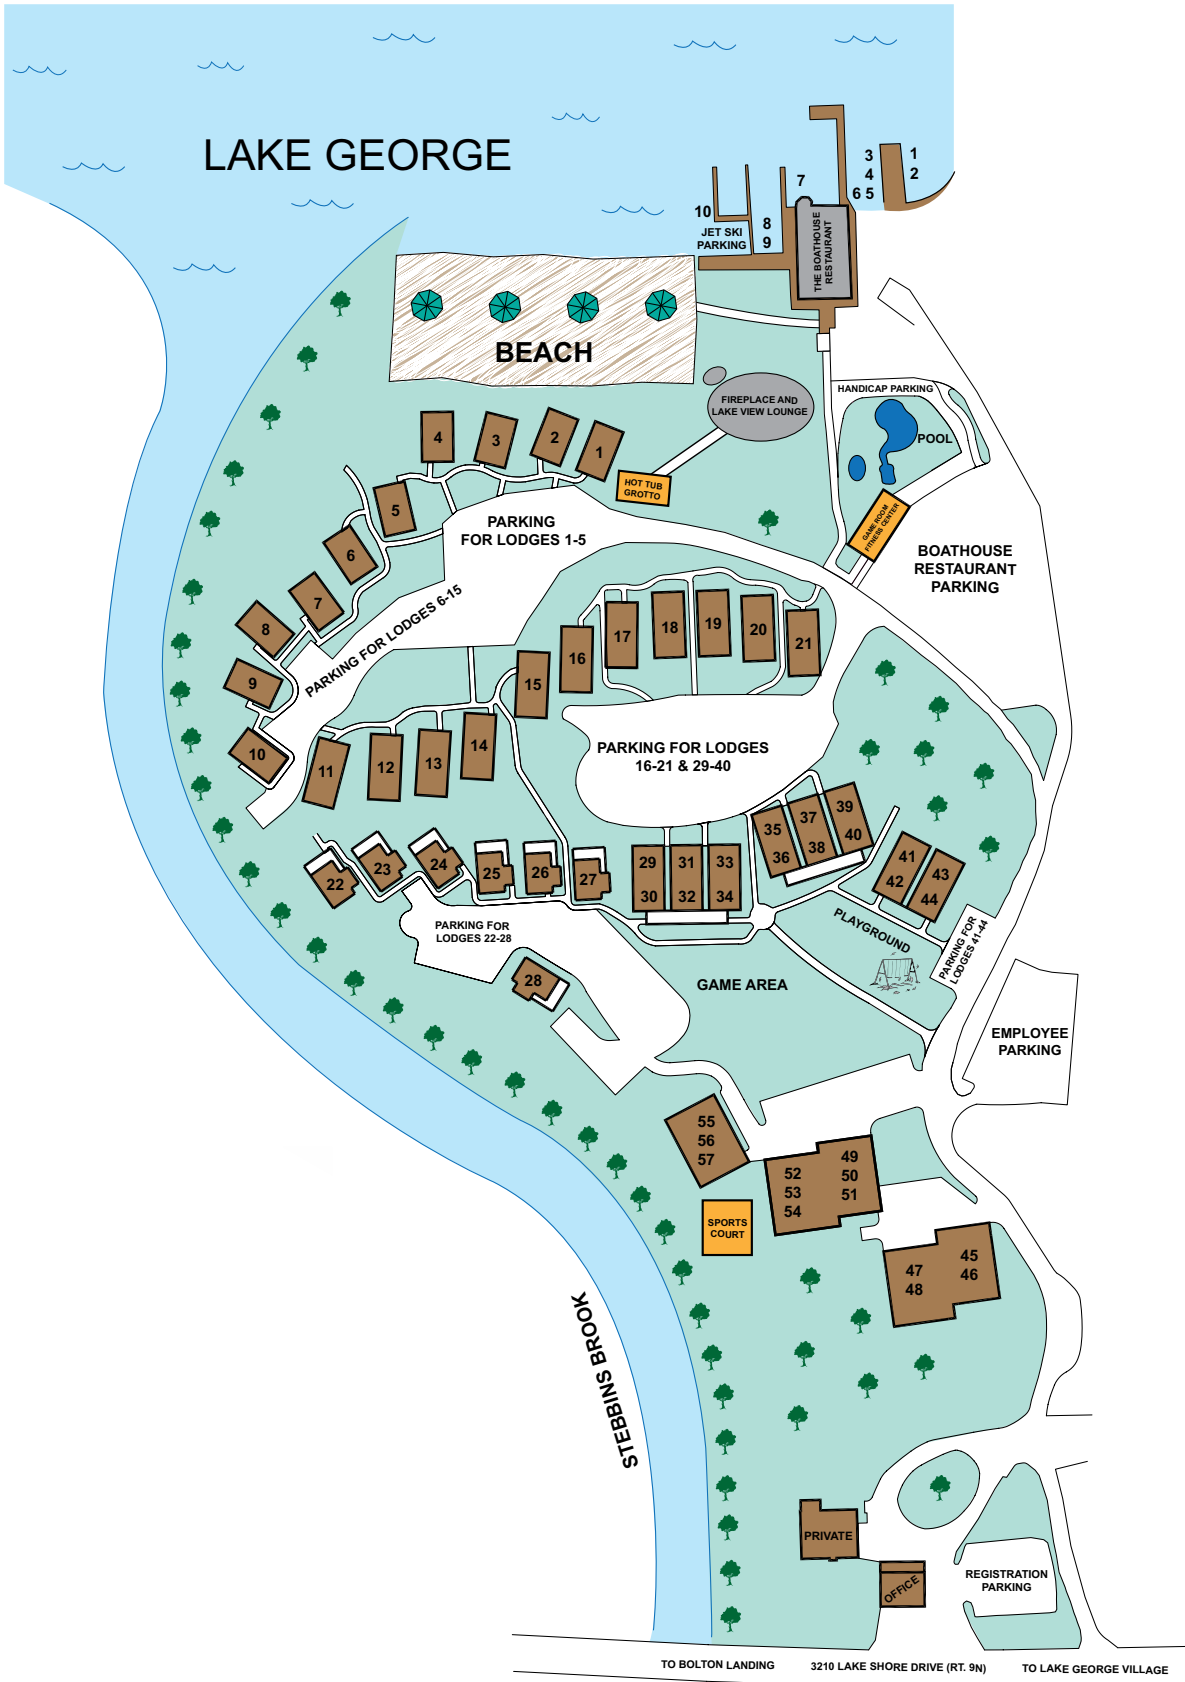 LAKE GEORGE
3
4
6 5
1
2
7
10
JET SKI
PARKING
8
9
THE BOATHOUSE
RESTAURANT
BEACH
FIREPLACE AND
LAKE VIEW LOUNGE
HANDICAP PARKING
POOL
HOT TUB
GROTTO
GAME ROOM
FITNESS CENTER
4
3
2
1
5
6
7
8
9
10
PARKING
FOR LODGES 1-5
BOATHOUSE
RESTAURANT
PARKING
PARKING FOR LODGES 6-15
11
12
13
14
15
16
17
18
19
20
21
PARKING FOR LODGES
16-21 & 29-40
22
23
24
25
26
27
29
30
31
32
33
34
35
36
37
38
39
40
41
42
43
44
PARKING FOR
LODGES 22-28
28
PLAYGROUND
PARKING FOR
LODGES 41-44
GAME AREA
EMPLOYEE
PARKING
55
56
57
52
53
54
49
50
51
SPORTS
COURT
47
48
45
46
STEBBINS BROOK
PRIVATE
OFFICE
REGISTRATION
PARKING
TO BOLTON LANDING
3210 LAKE SHORE DRIVE (RT. 9N)
TO LAKE GEORGE VILLAGE